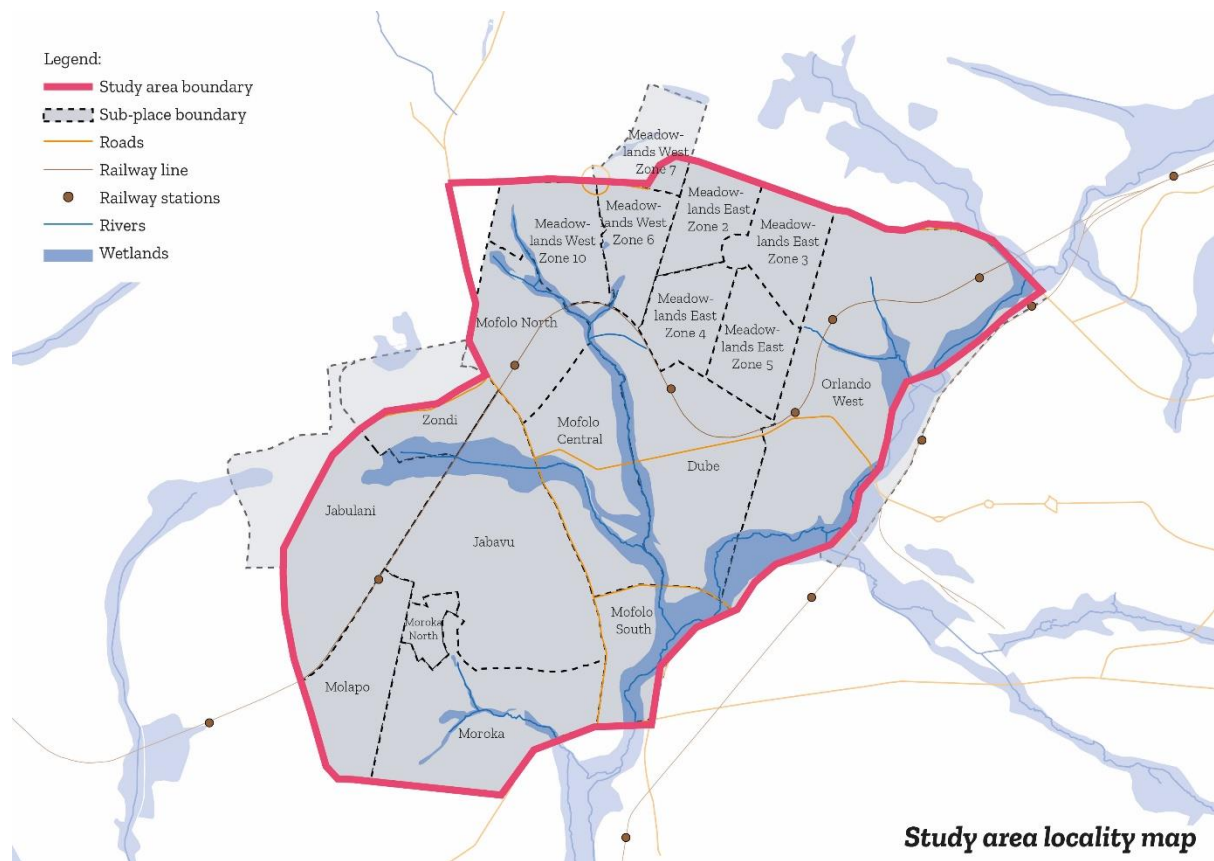 Legend:
Study area boundary
Sub-place boundary
Roads
Railway line
Railway stations
Rivers
Wetlands
Meadow-
lands West
Zone 7
Meadow-
lands West
Zone 10
Meadow-
lands West
Zone 6
Meadow-
lands East
Zone 2
Meadow-
lands East
Zone 3
Mofolo North
Meadow-
lands East
Zone 4
Meadow-
lands East
Zone 5
Orlando
West
Zondi
Mofolo
Central
Dube
Jabulani
Jabavu
Moroka
North
Mofolo
South
Molapo
Moroka
Study area locality map